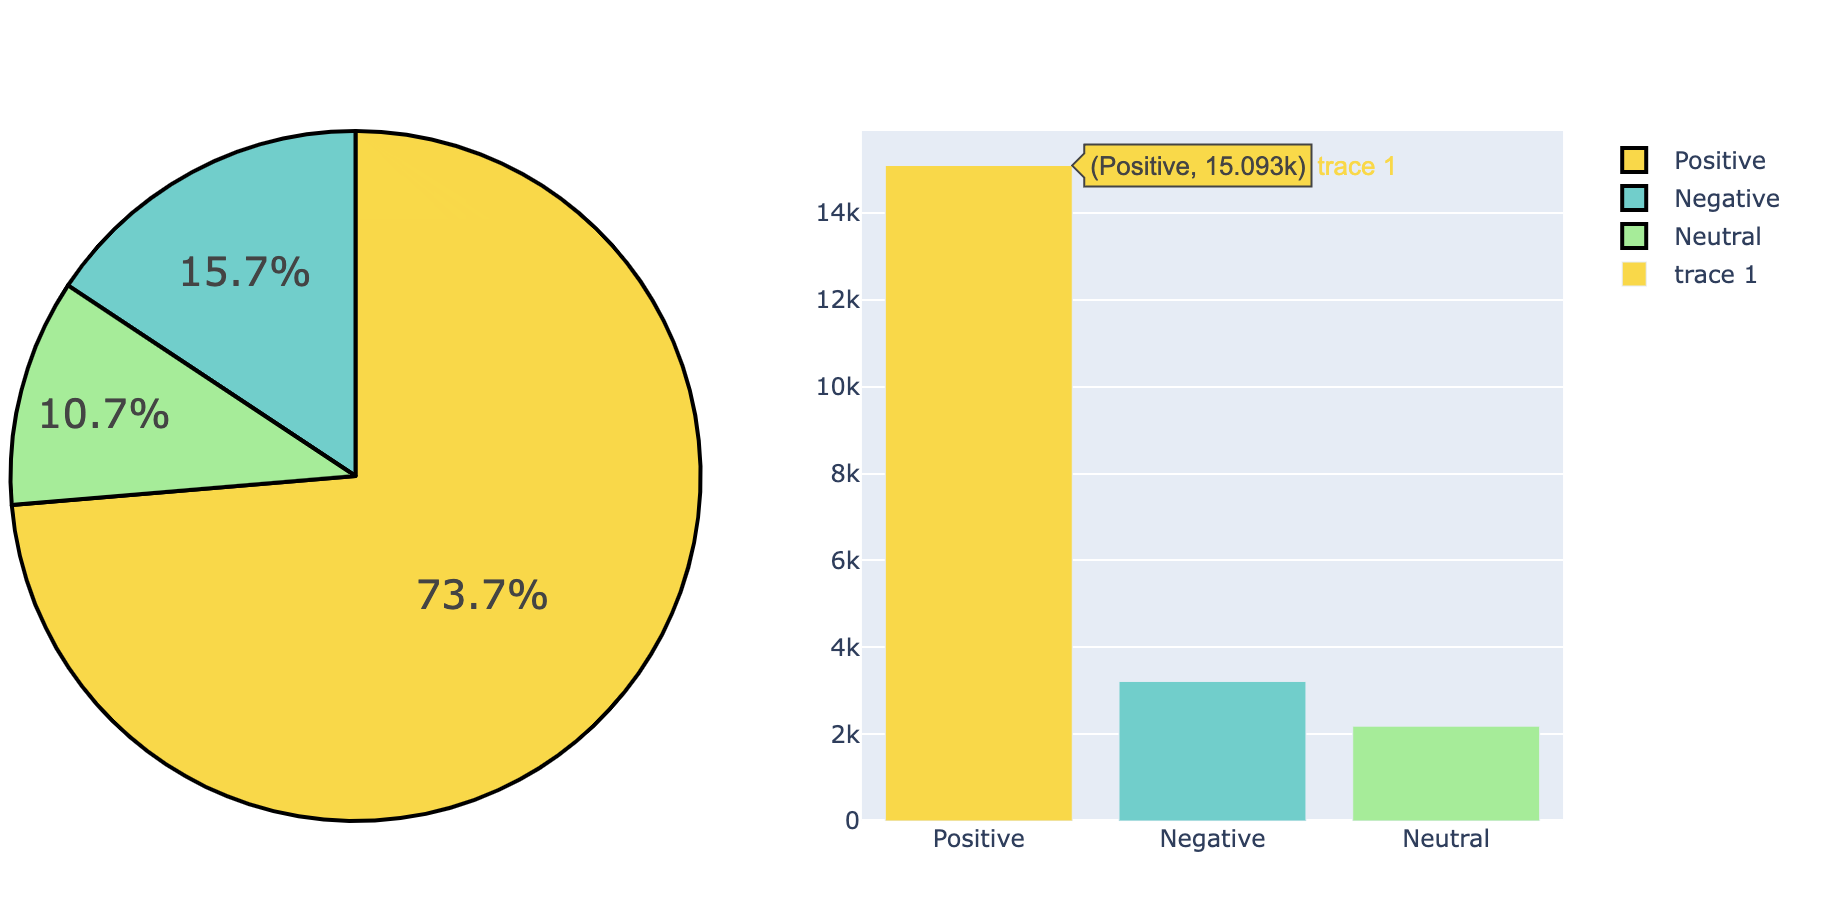 15.7%
10.7%
73.7%
14k
12k
10k
8k
6k
4k
2k
0
(Positive, 15.093k) trace 1
Positive
Negative
Neutral
Positive
Negative
Neutral
trace 1